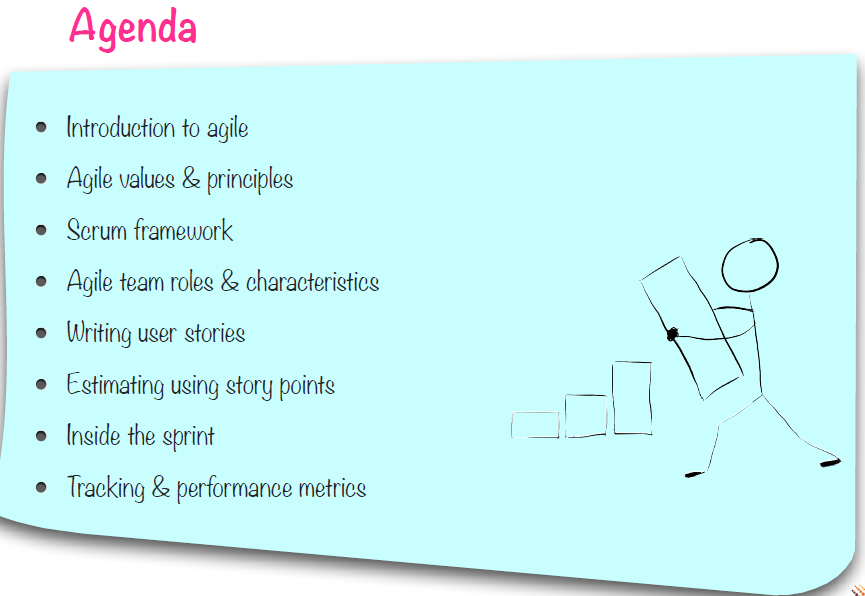 Agenda
Introduction to agile
Agile values & principles
Scrum framework
Agile team roles & characteristics
Writing user stories
Estimating using story points
Inside the sprint
Tracking & performance metrics